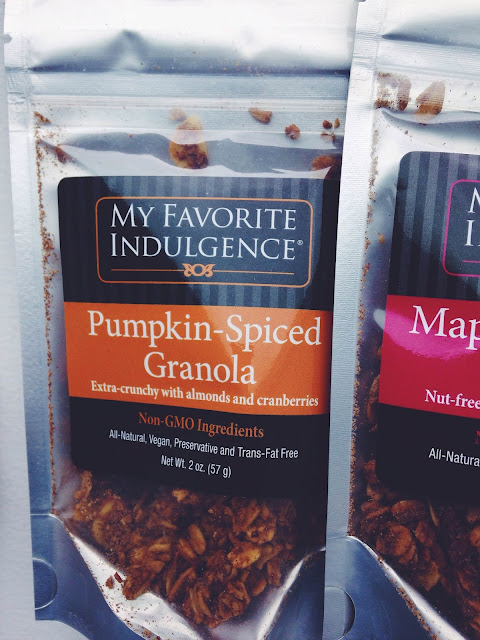 MY FAVORITE
INDULGENCE®
Pumpkin-Spiced
Granola
Extra-crunchy with almonds and cranberries
Non-GMO Ingredients
All-Natural, Vegan, Preservative and Trans-Fat Free
Net Wt. 2 oz. (57 g)
Map
Nut-free
All-Natura